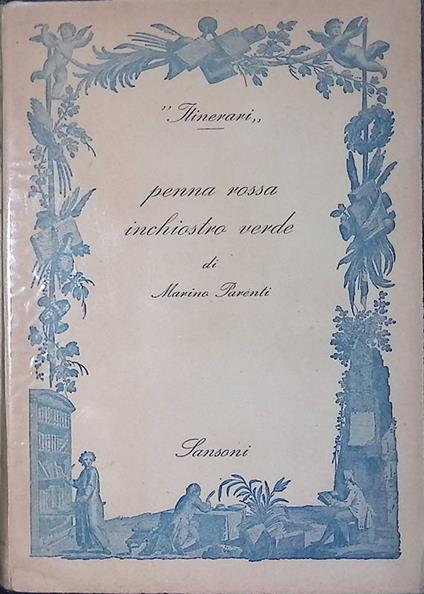 "Itinerari„
penna rossa
inchiostro verde
di
Marino Parenti
Sansoni